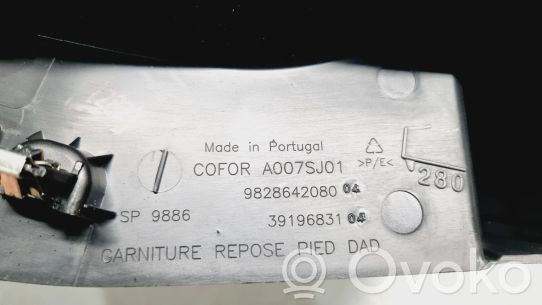 Made in Portugal
COFOR A007SJ01
>P/E<
280
9828642080 04
SP 9886
39196831 04
GARNITURE REPOSE PIED DAD
Ovoko